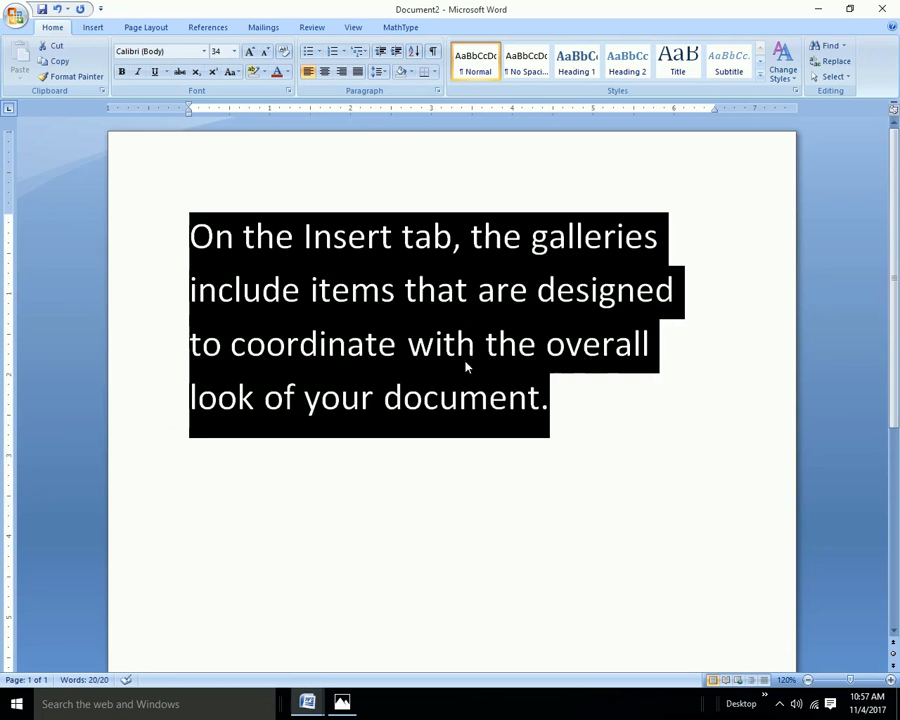 Document2 - Microsoft Word
Home Insert Page Layout References Mailings Review View MathType
Cut
Copy
Format Painter
Paste
Calibri (Body) 34
AaBbCcDc AaBbCcDc AaBbC AaBbCc AaB AaBbCc.
¶ Normal ¶ No Spaci... Heading 1 Heading 2 Title Subtitle
Change Styles
Find
Replace
Select
Clipboard Font Paragraph Styles Editing
On the Insert tab, the galleries
include items that are designed
to coordinate with the overall
look of your document.
Page: 1 of 1 Words: 20/20 120%
Search the web and Windows
Desktop
10:57 AM
11/4/2017